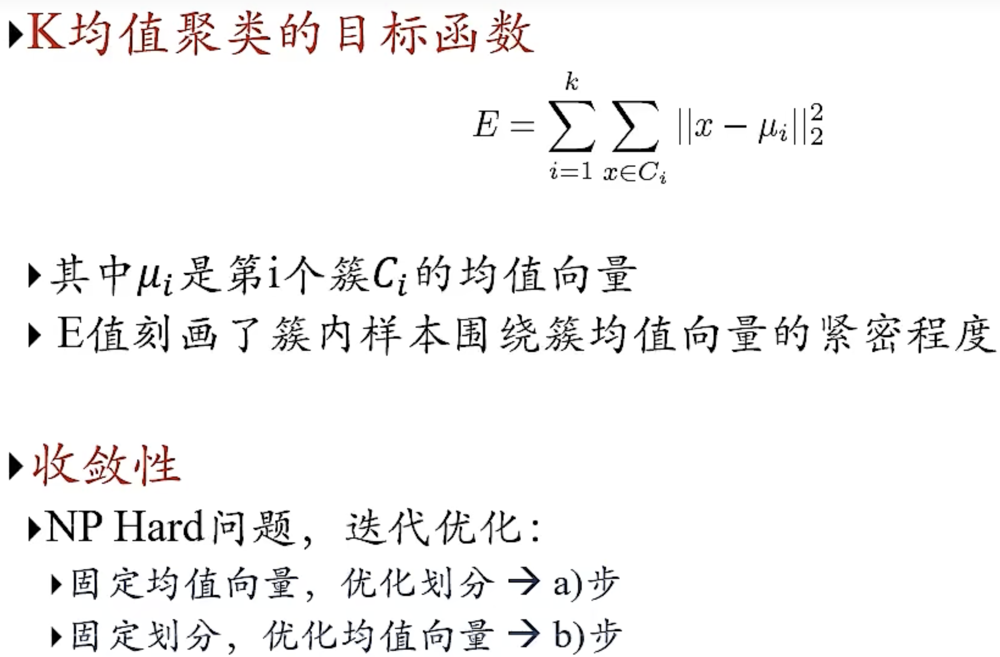 K均值聚类的目标函数
$E = \sum_{i=1}^{k} \sum_{x \in C_i} ||x - \mu_i||_2^2$
其中$\mu_i$是第i个簇$C_i$的均值向量
E值刻画了簇内样本围绕簇均值向量的紧密程度
收敛性
NP Hard问题，迭代优化：
固定均值向量，优化划分 → a)步
固定划分，优化均值向量 → b)步